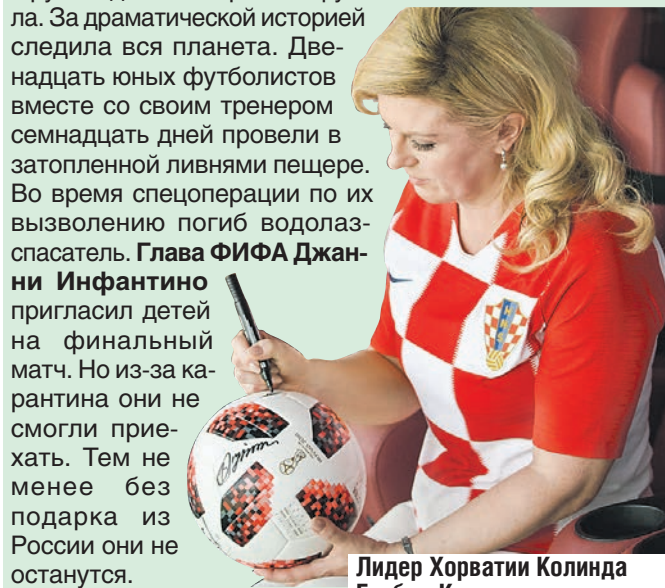 ла. За драматической историей
следила вся планета. Две-
надцать юных футболистов
вместе со своим тренером
семнадцать дней провели в
затопленной ливнями пещере.
Во время спецоперации по их
вызволению погиб водолаз-
спасатель. Глава ФИФА Джан-
ни Инфантино
пригласил детей
на финальный
матч. Но из-за ка-
рантина они не
смогли прие-
хать. Тем не
менее без
подарка из
России они не
останутся.
Лидер Хорватии Колинда